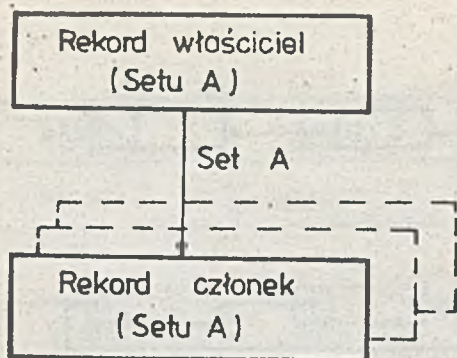 Rekord właściciel
(Setu A)
Set A
Rekord członek
(Setu A)